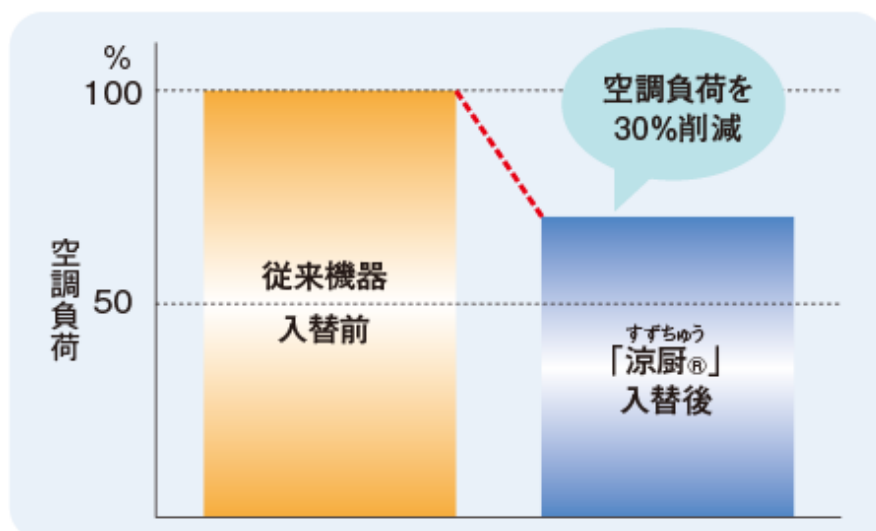 %
100
50
空調負荷
空調負荷を
30%削減
従来機器
入替前
すずちゅう
「涼厨®」
入替後